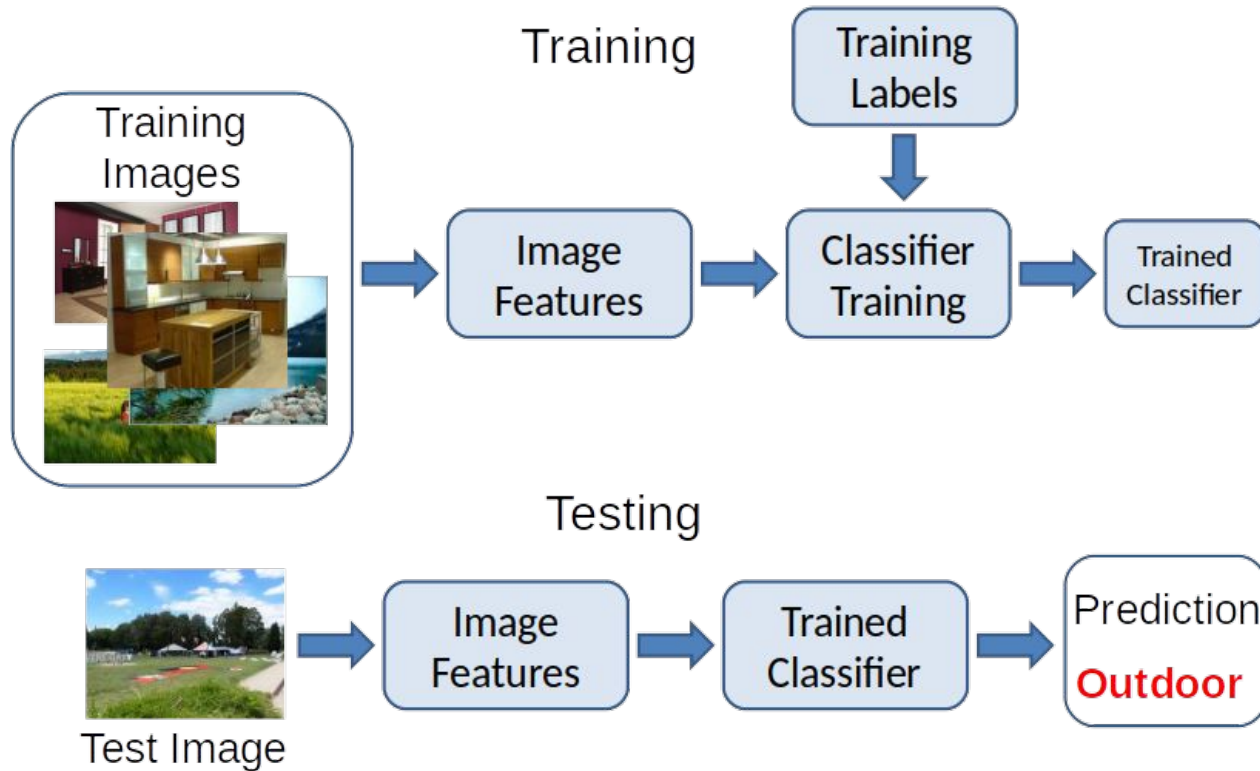 Training
Training
Labels
Training
Images
Image
Features
Classifier
Training
Trained
Classifier
Testing
Test Image
Image
Features
Trained
Classifier
Prediction
Outdoor